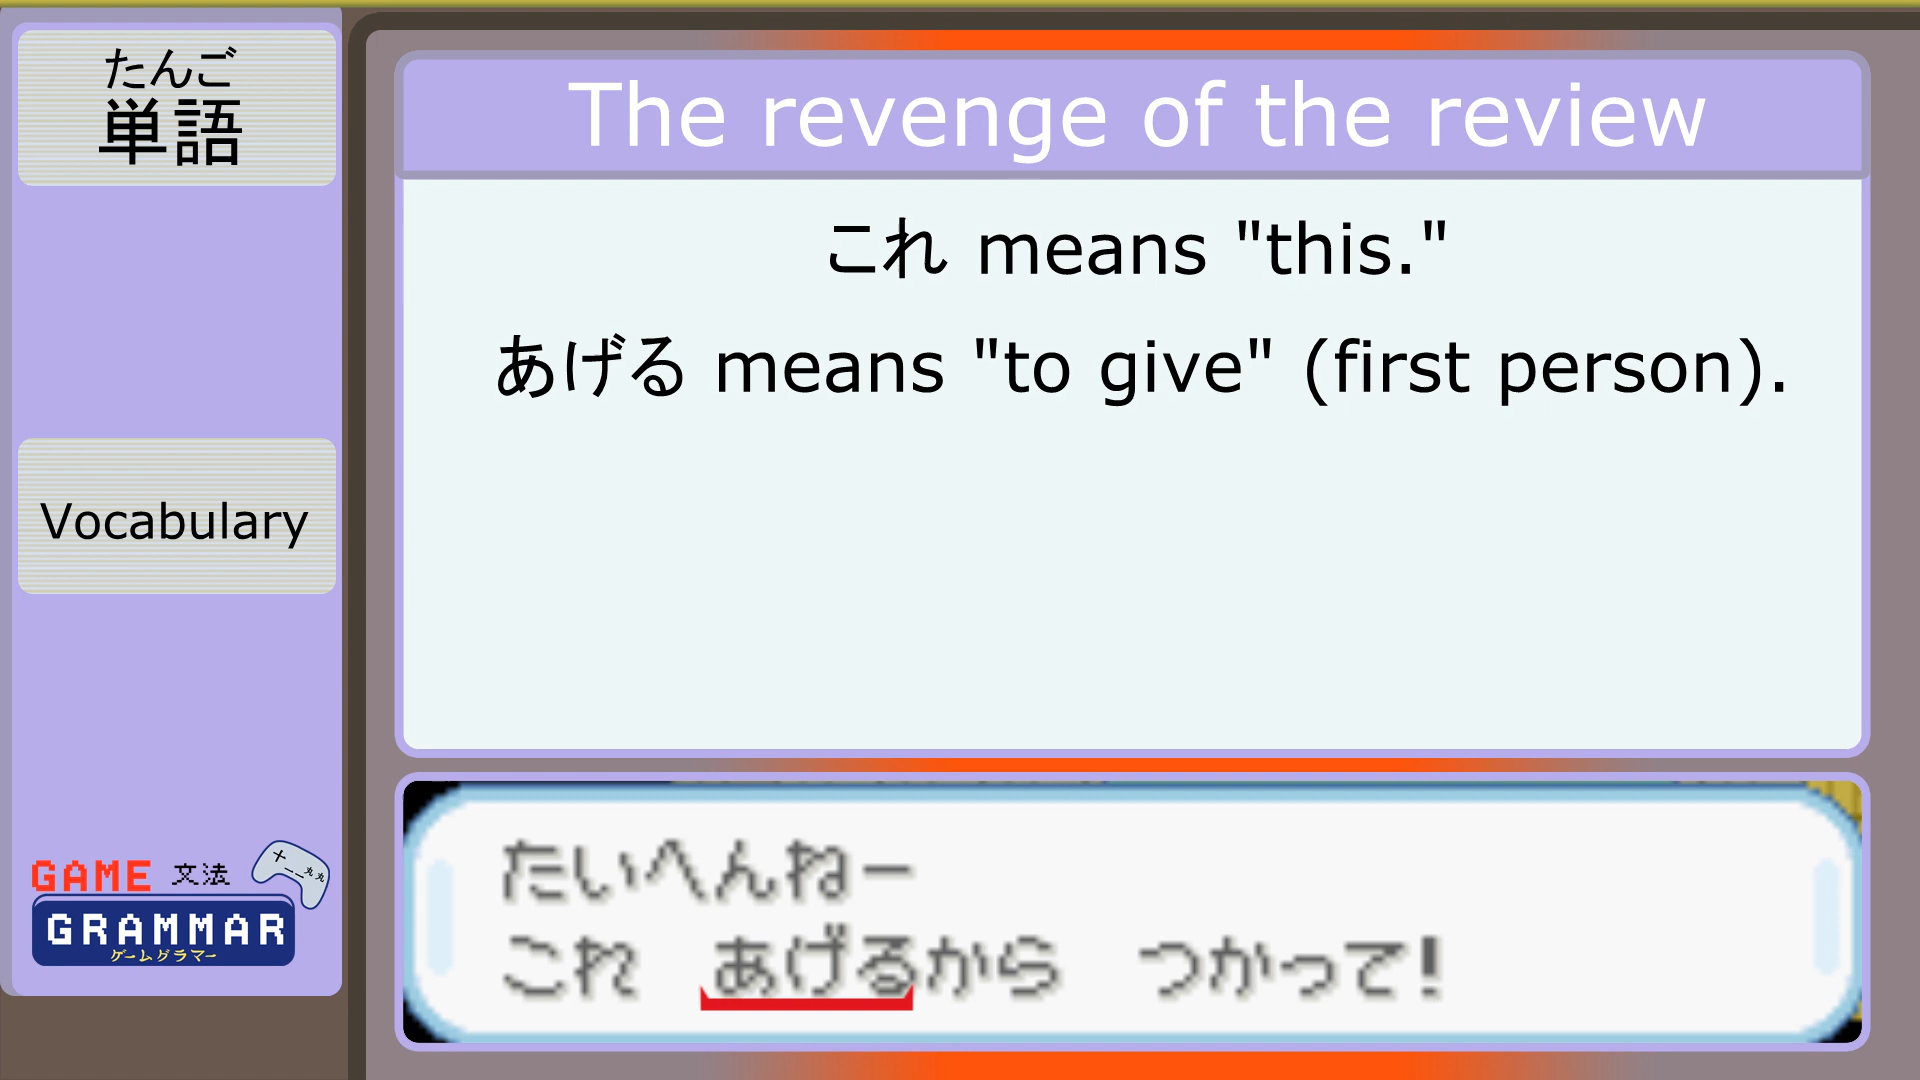 たんご
単語
Vocabulary
GAME 文法
GRAMMAR
ゲームグラマー
The revenge of the review
これ means "this."
あげる means "to give" (first person).
たいへんねー
これ あげるから つかって!